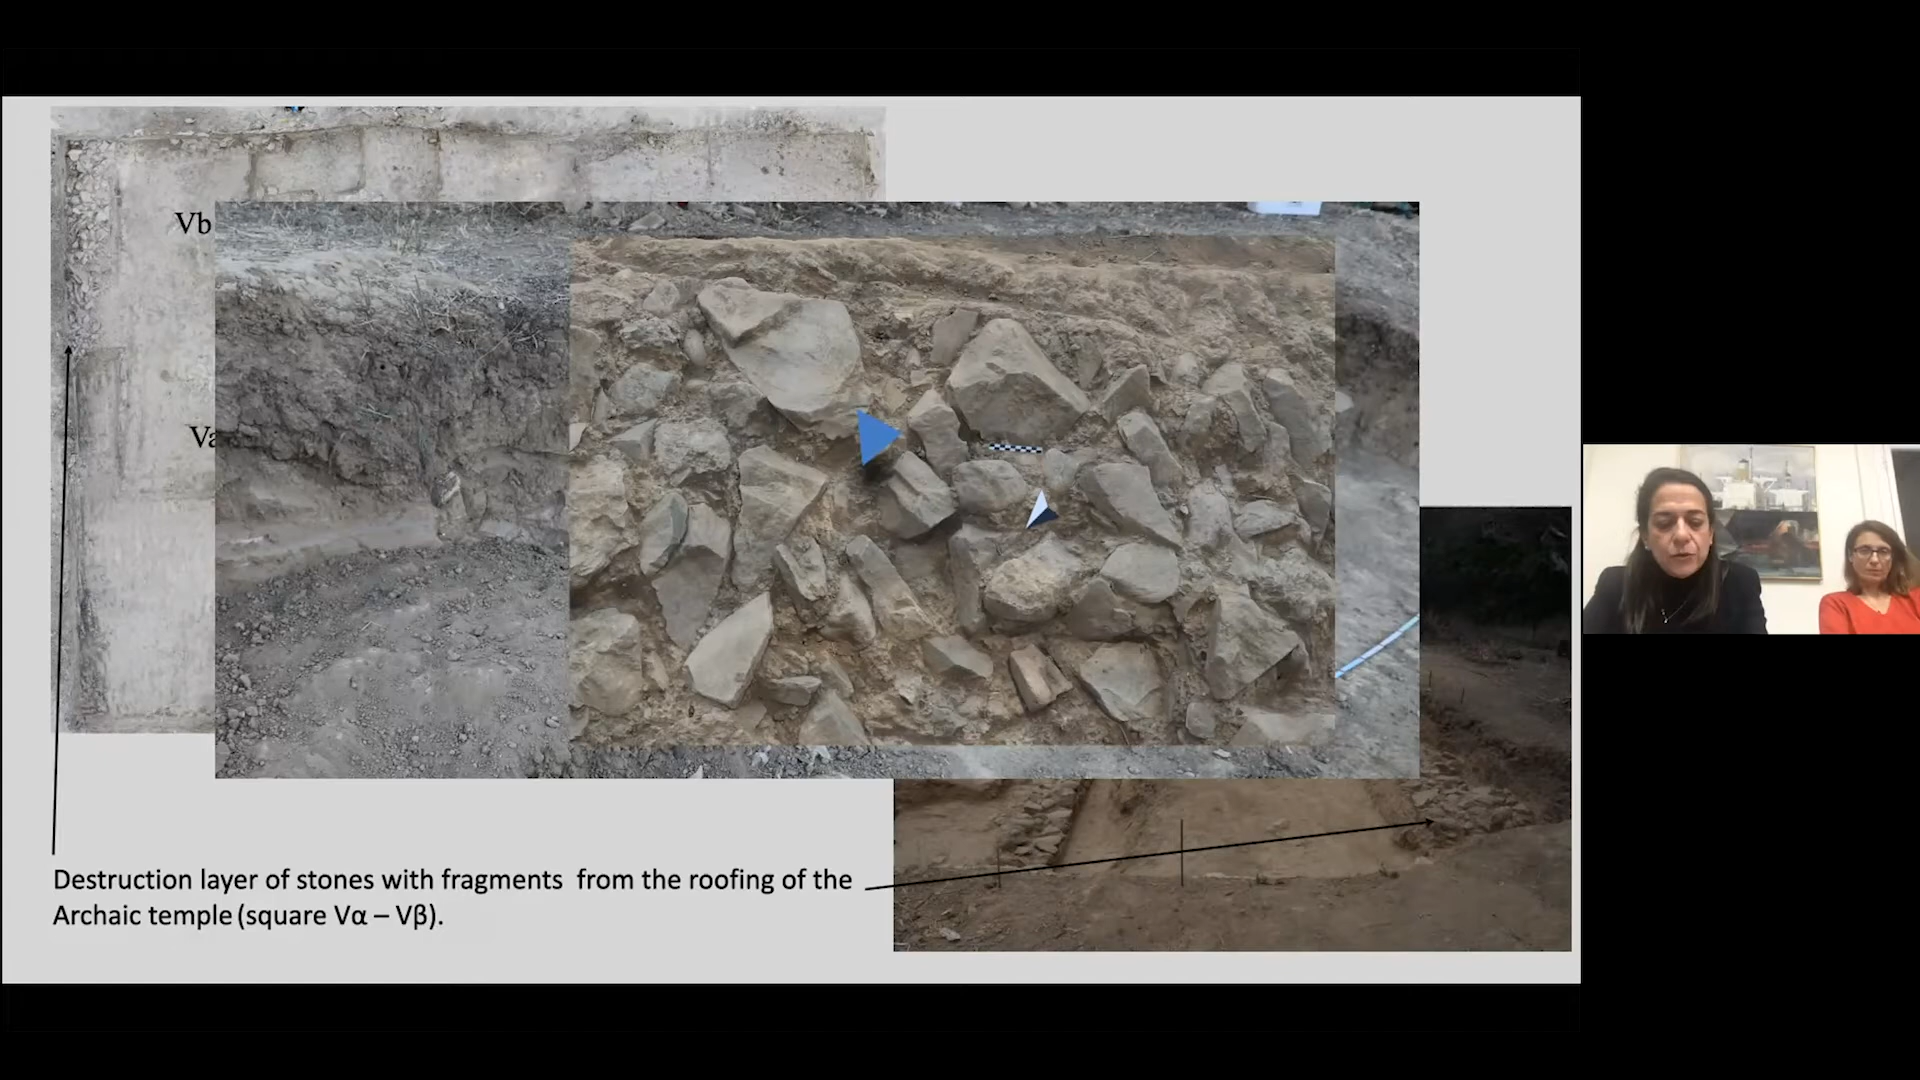 Vb
Va
Destruction layer of stones with fragments from the roofing of the
Archaic temple (square Vα – Vβ).